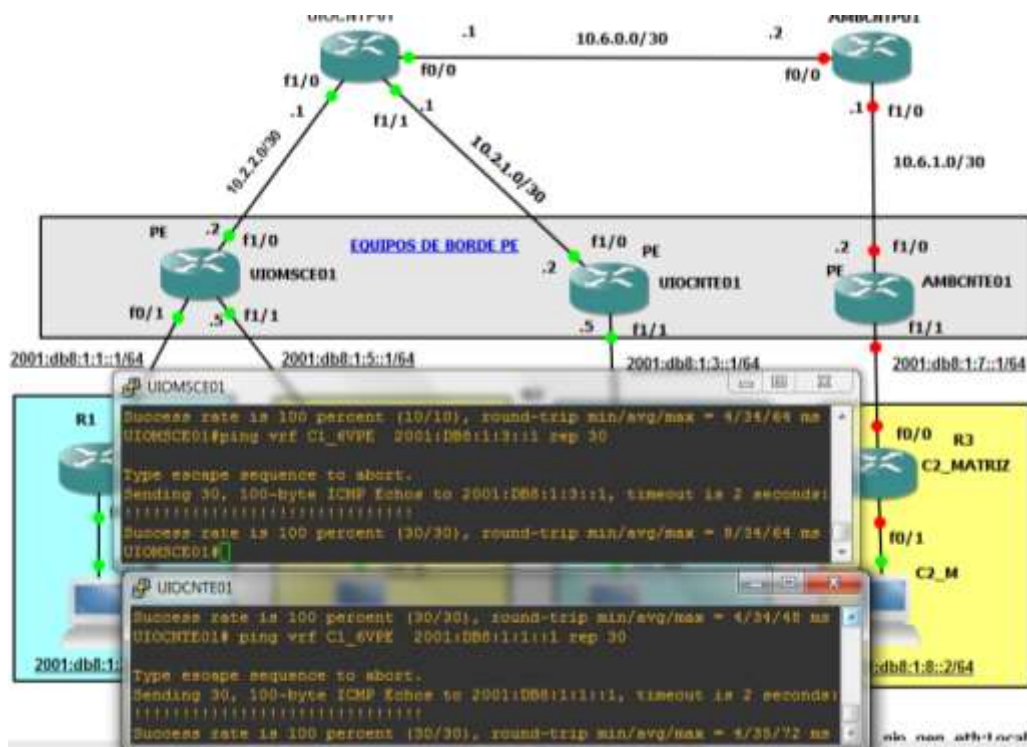 .1
10.6.0.0/30
.2
f0/0
f0/0
f1/0
.1
.1
f1/1
.1
f1/0
10.2.2.0/30
10.2.1.0/30
10.6.1.0/30
PE
.2
f1/0
EQUIPOS DE BORDE PE
f1/0
PE
.2
f1/0
UIOMSCE01
.2
UIOCNTE01
PE
AMBCNTE01
f0/1
.5
f1/1
.5
f1/1
f1/1
2001:db8:1:1::1/64
2001:db8:1:5::1/64
2001:db8:1:3::1/64
2001:db8:1:7::1/64
UIOMSCE01
R1
Success rate is 100 percent (10/10), round-trip min/avg/max = 4/34/64 ms
UIOMSCE01#ping vrf C1_6VPE 2001:DB8:1:3::1 rep 30
Type escape sequence to abort.
Sending 30, 100-byte ICMP Echos to 2001:DB8:1:3::1, timeout is 2 seconds:
!!!!!!!!!!!!!!!!!!!!!!!!!!!!!!
Success rate is 100 percent (30/30), round-trip min/avg/max = 8/34/64 ms
UIOMSCE01#
f0/0
R3
C2_MATRIZ
f0/1
C2_M
UIOCNTE01
Success rate is 100 percent (30/30), round-trip min/avg/max = 4/34/48 ms
UIOCNTE01# ping vrf C1_6VPE 2001:DB8:1:1::1 rep 30
Type escape sequence to abort.
Sending 30, 100-byte ICMP Echos to 2001:DB8:1:1::1, timeout is 2 seconds:
!!!!!!!!!!!!!!!!!!!!!!!!!!!!!!
Success rate is 100 percent (30/30), round-trip min/avg/max = 4/35/72 ms
2001:db8:1:
:db8:1:8::2/64